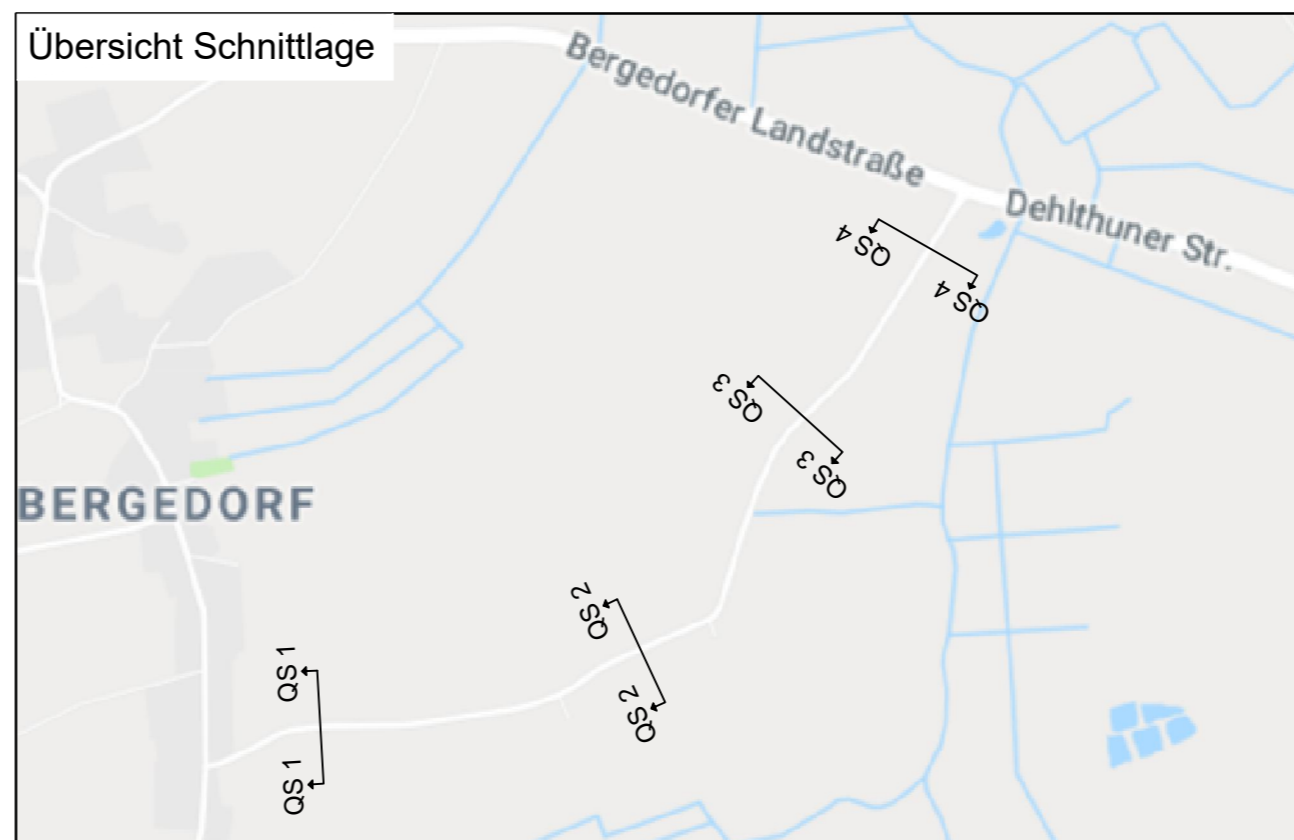 Übersicht Schnittlage
Bergedorfer Landstraße
Dehlthuner Str.
QS 4
QS 4
QS 3
QS 3
BERGEDORF
QS 2
QS 2
QS 1
QS 1